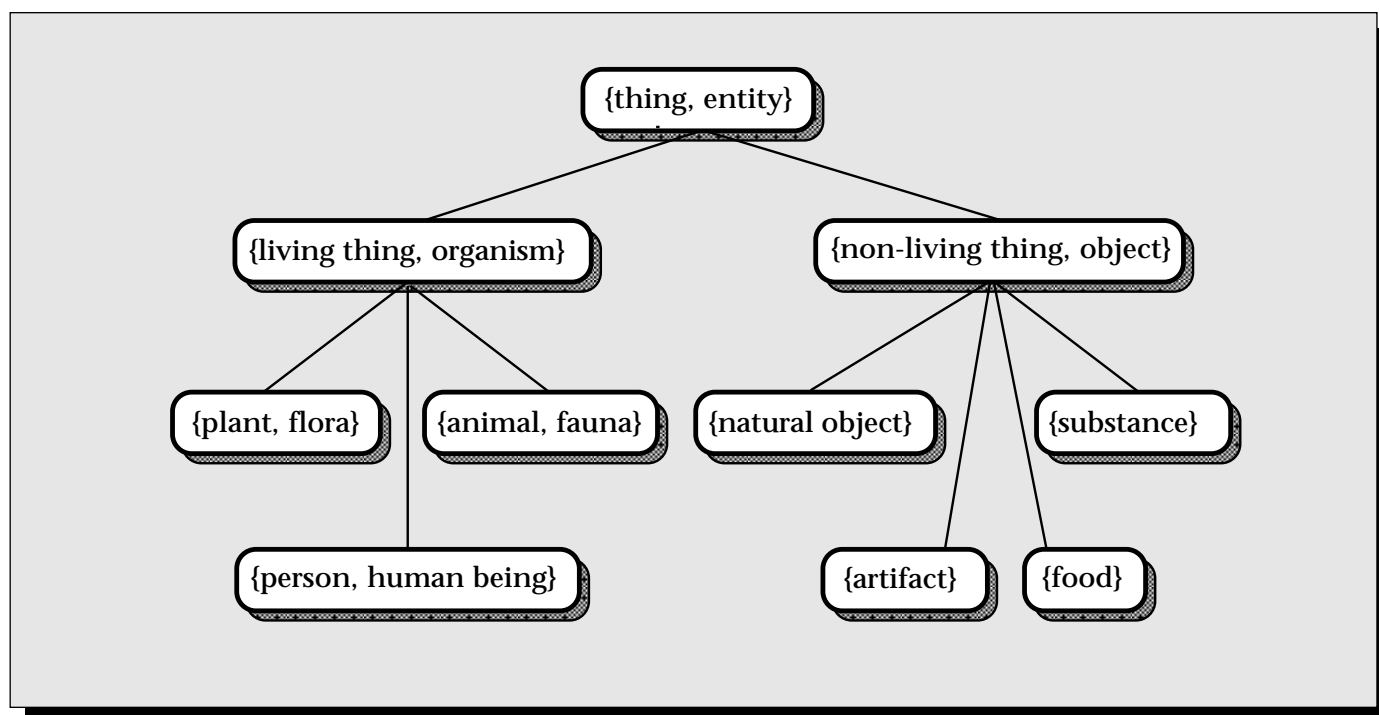 {thing, entity}
{living thing, organism}
{non-living thing, object}
{plant, flora}
{animal, fauna}
{natural object}
{substance}
{person, human being}
{artifact}
{food}